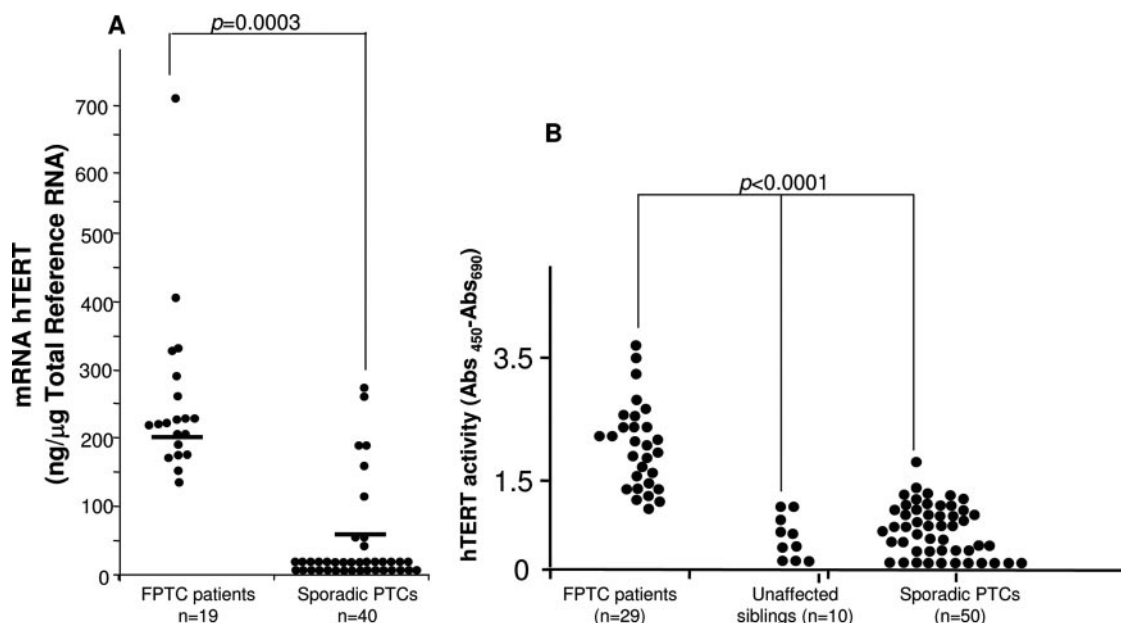 A
p=0.0003
mRNA hTERT
(ng/µg Total Reference RNA)
700
600
500
400
300
200
100
0
FPTC patients
n=19
Sporadic PTCs
n=40
B
p<0.0001
hTERT activity (Abs 450-Abs690)
3.5
1.5
0
FPTC patients
(n=29)
Unaffected
siblings (n=10)
Sporadic PTCs
(n=50)